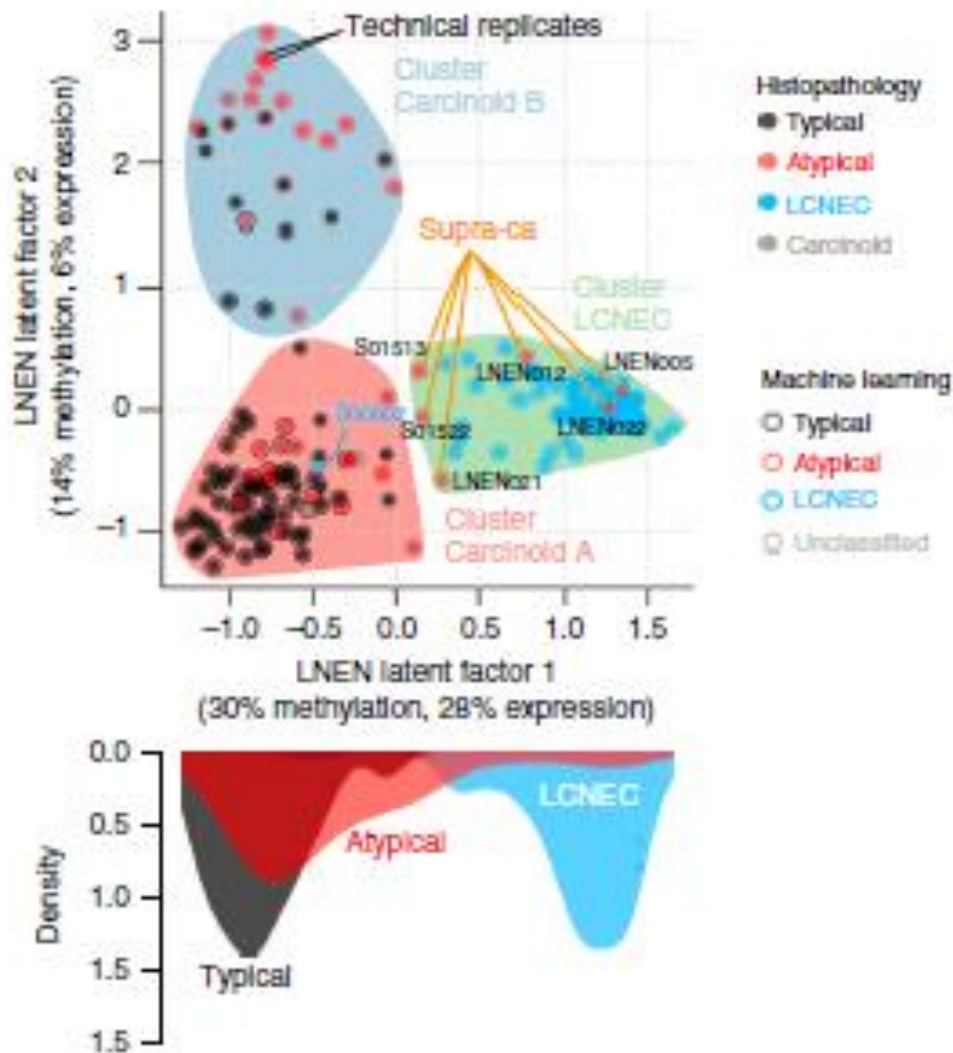 3
2
1
0
−1
LNEN latent factor 2
(14% methylation, 6% expression)
Technical replicates
Cluster
Carcinoid B
Supra-ca
Cluster
LCNEC
S01513
LNEN012
LNEN005
S01522
LNEN022
LNEN021
Cluster
Carcinoid A
−1.0
−0.5
0.0
0.5
1.0
1.5
LNEN latent factor 1
(30% methylation, 28% expression)
Histopathology
Typical
Atypical
LCNEC
Carcinoid
Machine learning
Typical
Atypical
LCNEC
Unclassified
0.0
0.5
1.0
1.5
1.5
Density
LCNEC
Atypical
Typical